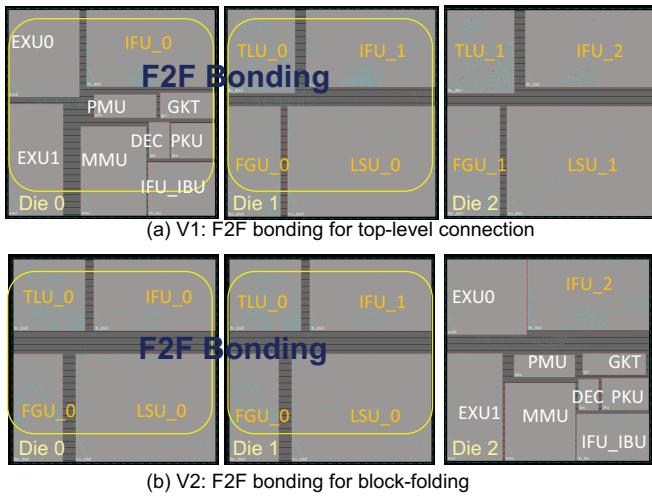 EXU0
IFU_0
PMU
GKT
EXU1
MMU
DEC
PKU
IFU_IBU
Die 0
F2F Bonding
TLU_0
IFU_1
FGU_0
LSU_0
Die 1
TLU_1
IFU_2
FGU_1
LSU_1
Die 2
(a) V1: F2F bonding for top-level connection
TLU_0
IFU_0
FGU_0
LSU_0
Die 0
F2F Bonding
TLU_0
IFU_1
FGU_0
LSU_0
Die 1
EXU0
IFU_2
PMU
GKT
EXU1
MMU
DEC
PKU
IFU_IBU
Die 2
(b) V2: F2F bonding for block-folding